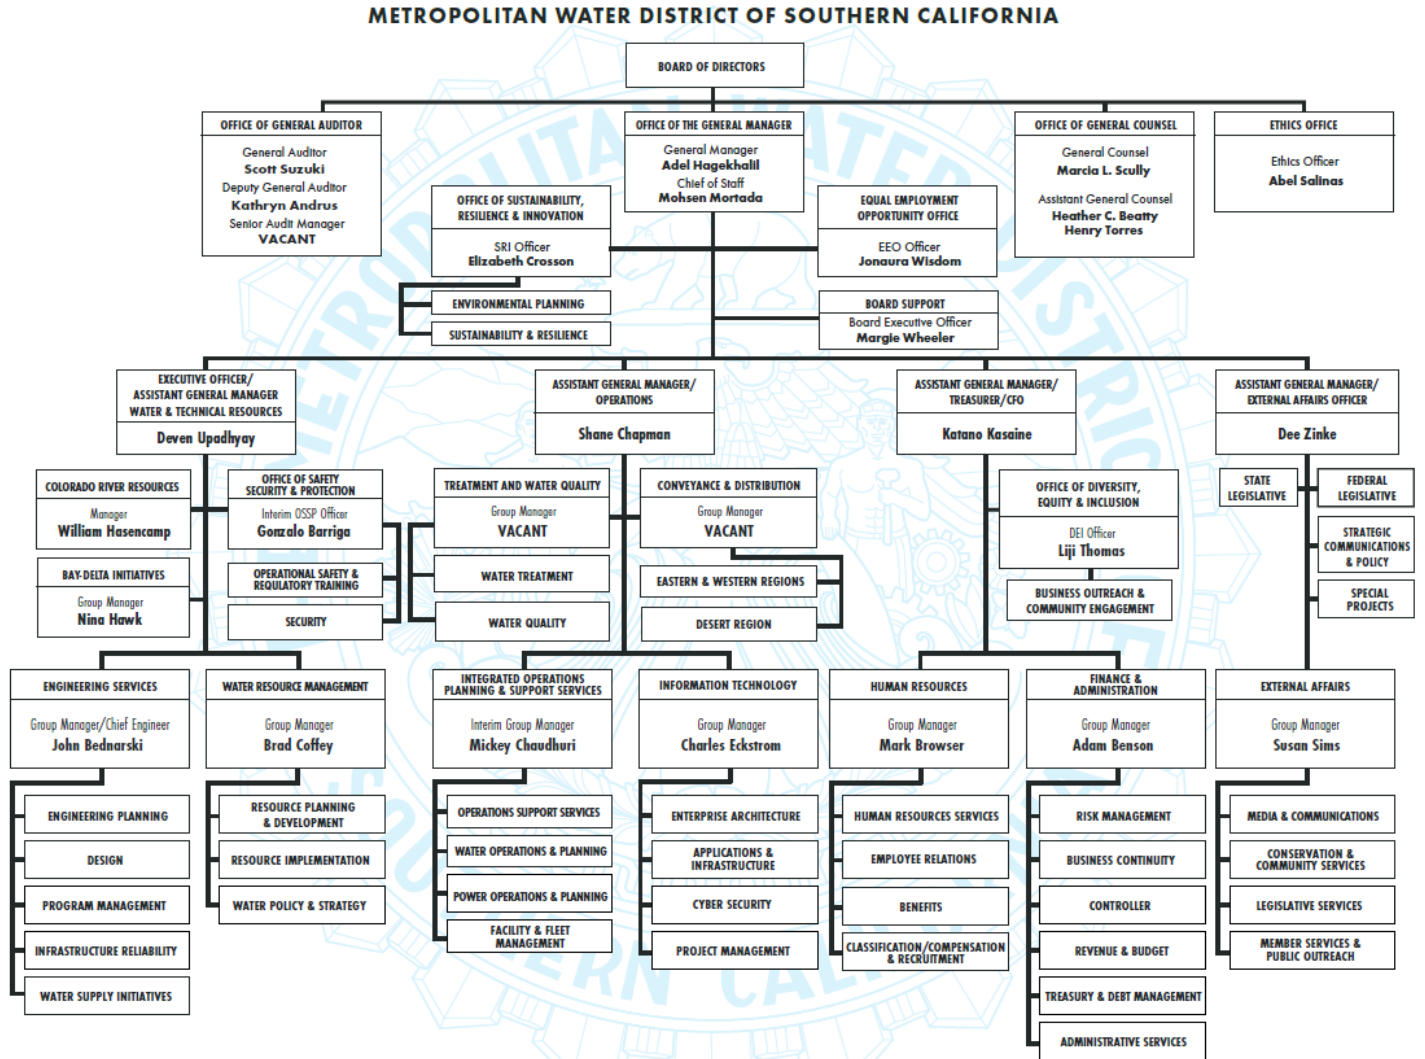 METROPOLITAN WATER DISTRICT OF SOUTHERN CALIFORNIA
BOARD OF DIRECTORS
OFFICE OF GENERAL AUDITOR
General Auditor
Scott Suzuki
Deputy General Auditor
Kathryn Andrus
Senior Audit Manager
VACANT
OFFICE OF THE GENERAL MANAGER
General Manager
Adel Hagekhalil
Chief of Staff
Mohsen Mortada
OFFICE OF GENERAL COUNSEL
General Counsel
Marcia L. Scully
Assistant General Counsel
Heather C. Beatty
Henry Torres
ETHICS OFFICE
Ethics Officer
Abel Salinas
OFFICE OF SUSTAINABILITY,
RESILIENCE & INNOVATION
SRI Officer
Elizabeth Crosson
ENVIRONMENTAL PLANNING
SUSTAINABILITY & RESILIENCE
EQUAL EMPLOYMENT
OPPORTUNITY OFFICE
EEO Officer
Jonaura Wisdom
BOARD SUPPORT
Board Executive Officer
Margie Wheeler
EXECUTIVE OFFICER/
ASSISTANT GENERAL MANAGER
WATER & TECHNICAL RESOURCES
Deven Upadhyay
ASSISTANT GENERAL MANAGER/
OPERATIONS
Shane Chapman
ASSISTANT GENERAL MANAGER/
TREASURER/CFO
Katano Kasaine
ASSISTANT GENERAL MANAGER/
EXTERNAL AFFAIRS OFFICER
Dee Zinke
COLORADO RIVER RESOURCES
Manager
William Hasencamp
OFFICE OF SAFETY
SECURITY & PROTECTION
Interim OSSP Officer
Gonzalo Barriga
BAY-DELTA INITIATIVES
Group Manager
Nina Hawk
OPERATIONAL SAFETY &
REQULATORY TRAINING
SECURITY
TREATMENT AND WATER QUALITY
Group Manager
VACANT
WATER TREATMENT
WATER QUALITY
CONVEYANCE & DISTRIBUTION
Group Manager
VACANT
EASTERN & WESTERN REGIONS
DESERT REGION
OFFICE OF DIVERSITY,
EQUITY & INCLUSION
DEI Officer
Liji Thomas
BUSINESS OUTREACH &
COMMUNITY ENGAGEMENT
STATE
LEGISLATIVE
FEDERAL
LEGISLATIVE
STRATEGIC
COMMUNICATIONS
& POLICY
SPECIAL
PROJECTS
ENGINEERING SERVICES
Group Manager/Chief Engineer
John Bednarski
ENGINEERING PLANNING
DESIGN
PROGRAM MANAGEMENT
INFRASTRUCTURE RELIABILITY
WATER SUPPLY INITIATIVES
WATER RESOURCE MANAGEMENT
Group Manager
Brad Coffey
RESOURCE PLANNING
& DEVELOPMENT
RESOURCE IMPLEMENTATION
WATER POLICY & STRATEGY
INTEGRATED OPERATIONS
PLANNING & SUPPORT SERVICES
Interim Group Manager
Mickey Chaudhuri
OPERATIONS SUPPORT SERVICES
WATER OPERATIONS & PLANNING
POWER OPERATIONS & PLANNING
FACILITY & FLEET
MANAGEMENT
INFORMATION TECHNOLOGY
Group Manager
Charles Eckstrom
ENTERPRISE ARCHITECTURE
APPLICATIONS &
INFRASTRUCTURE
CYBER SECURITY
PROJECT MANAGEMENT
HUMAN RESOURCES
Group Manager
Mark Browser
HUMAN RESOURCES SERVICES
EMPLOYEE RELATIONS
BENEFITS
CLASSIFICATION/COMPENSATION
& RECRUITMENT
FINANCE &
ADMINISTRATION
Group Manager
Adam Benson
RISK MANAGEMENT
BUSINESS CONTINUITY
CONTROLLER
REVENUE & BUDGET
TREASURY & DEBT MANAGEMENT
ADMINISTRATIVE SERVICES
EXTERNAL AFFAIRS
Group Manager
Susan Sims
MEDIA & COMMUNICATIONS
CONSERVATION &
COMMUNITY SERVICES
LEGISLATIVE SERVICES
MEMBER SERVICES &
PUBLIC OUTREACH
THE METROPOLITAN WATER DISTRICT OF SOUTHERN CALIFORNIA